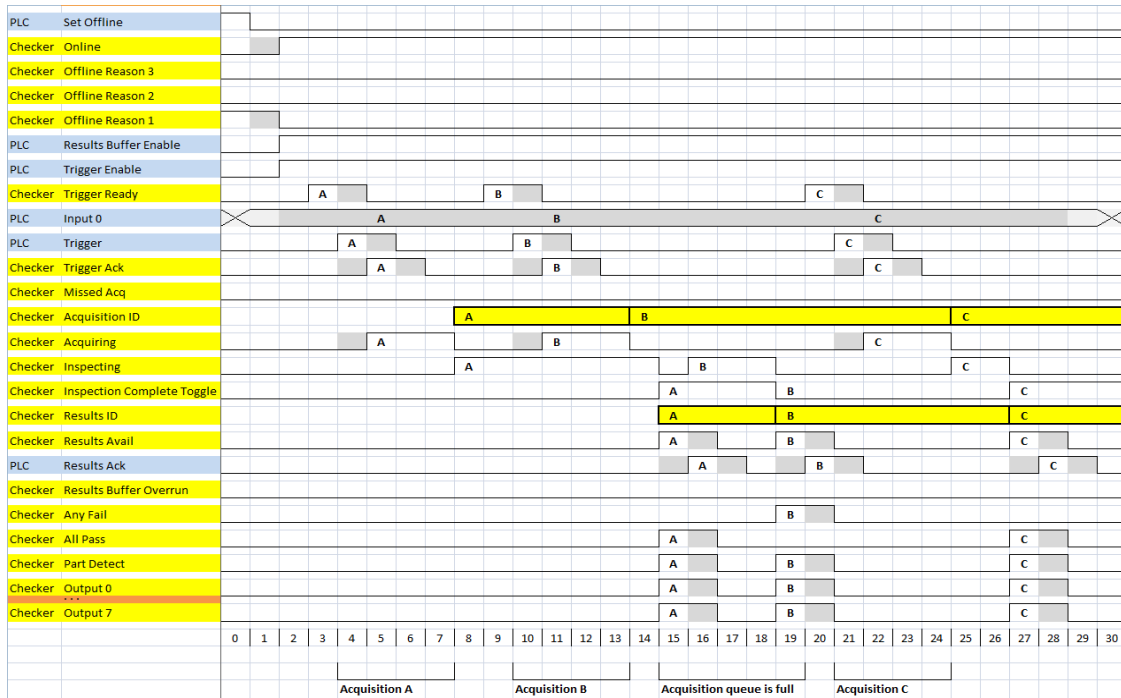 PLC Set Offline
Checker Online
Checker Offline Reason 3
Checker Offline Reason 2
Checker Offline Reason 1
PLC Results Buffer Enable
PLC Trigger Enable
Checker Trigger Ready A B C
PLC Input 0 A B C
PLC Trigger A B C
Checker Trigger Ack A B C
Checker Missed Acq
Checker Acquisition ID A B C
Checker Acquiring A B C
Checker Inspecting A B C
Checker Inspection Complete Toggle A B C
Checker Results ID A B C
Checker Results Avail A B C
PLC Results Ack A B C
Checker Results Buffer Overrun
Checker Any Fail B
Checker All Pass A C
Checker Part Detect A B C
Checker Output 0 A B C
...
Checker Output 7 A B C
0 1 2 3 4 5 6 7 8 9 10 11 12 13 14 15 16 17 18 19 20 21 22 23 24 25 26 27 28 29 30
Acquisition A Acquisition B Acquisition queue is full Acquisition C